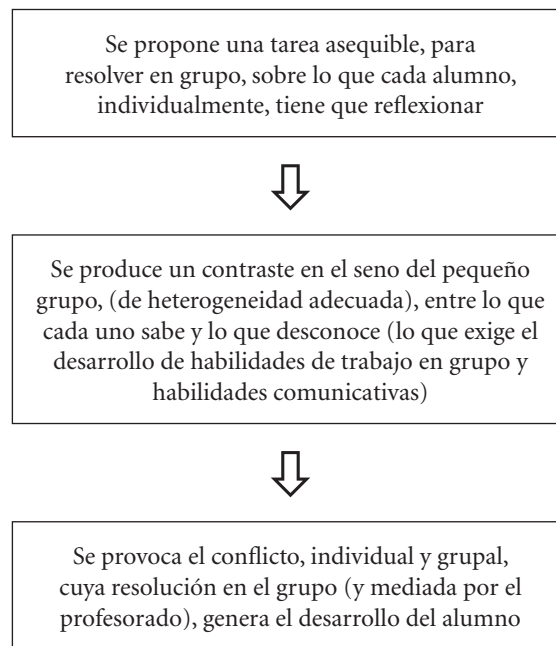 Se propone una tarea asequible, para
resolver en grupo, sobre lo que cada alumno,
individualmente, tiene que reflexionar
Se produce un contraste en el seno del pequeño
grupo, (de heterogeneidad adecuada), entre lo que
cada uno sabe y lo que desconoce (lo que exige el
desarrollo de habilidades de trabajo en grupo y
habilidades comunicativas)
Se provoca el conflicto, individual y grupal,
cuya resolución en el grupo (y mediada por el
profesorado), genera el desarrollo del alumno